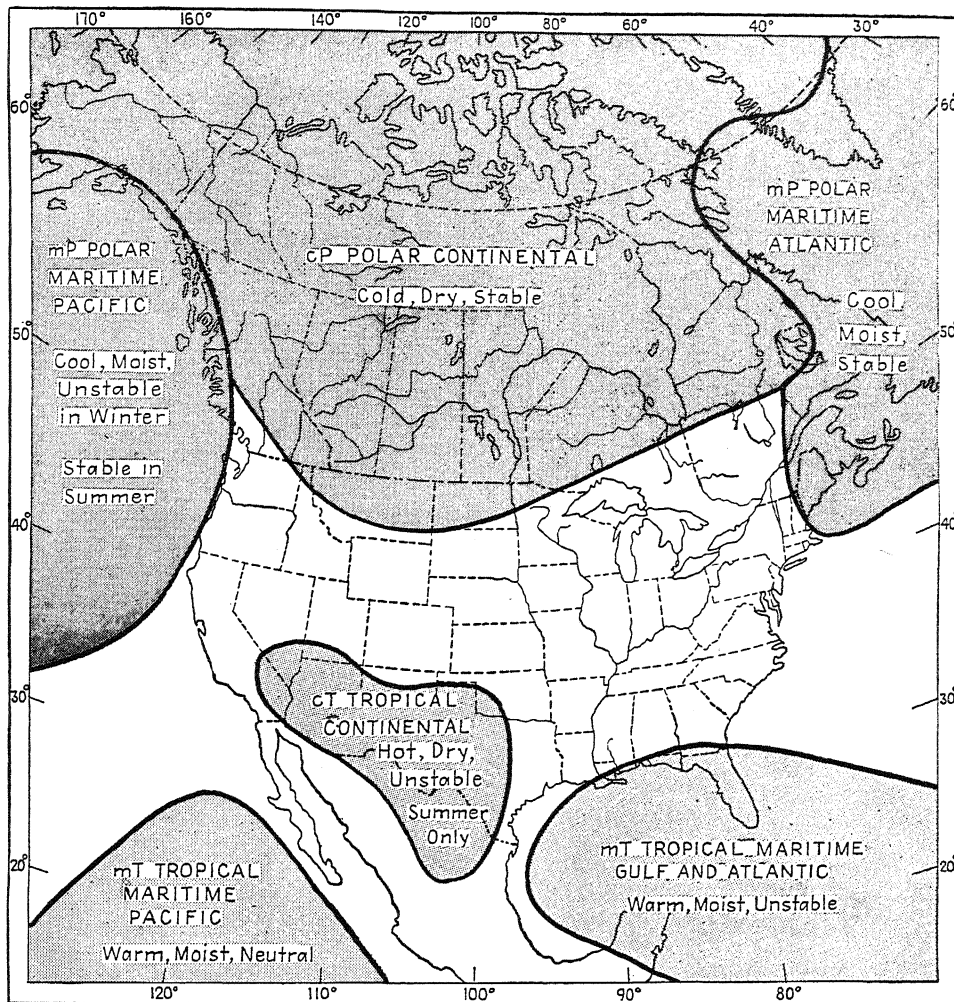 170° 160° 140° 120° 100° 80° 60° 50° 40° 30°
60° 60°
mP POLAR
MARITIME
ATLANTIC
mP POLAR
MARITIME
PACIFIC
cP POLAR CONTINENTAL
Cold, Dry, Stable
Cool,
Moist,
Stable
50° 50°
Cool, Moist,
Unstable
in Winter
Stable in
Summer
40° 40°
30° 30°
cT TROPICAL
CONTINENTAL
Hot, Dry,
Unstable
Summer
Only
20° 20°
mT TROPICAL
MARITIME
PACIFIC
Warm, Moist, Neutral
mT TROPICAL MARITIME
GULF AND ATLANTIC
Warm, Moist, Unstable
120° 110° 100° 90° 80°